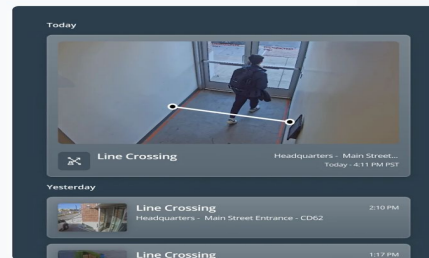 Today
Line Crossing
Headquarters - Main Street...
Today - 4:11 PM PST
Yesterday
Line Crossing
2:10 PM
Headquarters - Main Street Entrance - CD62
Line Crossing
1:17 PM